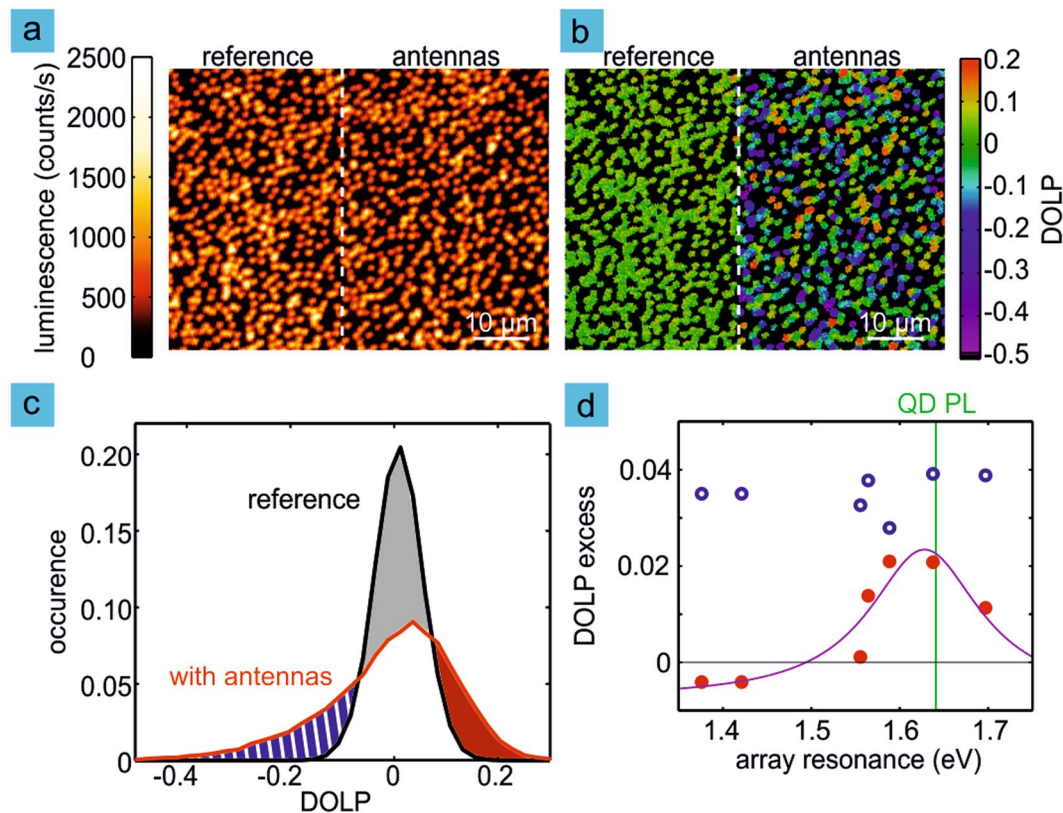 a
reference
antennas
luminescence (counts/s)
2500
2000
1500
1000
500
0
10 µm
b
reference
antennas
10 µm
0.2
0.1
0
-0.1
-0.2
-0.3
-0.4
-0.5
DOLP
c
occurence
0.20
0.15
0.10
0.05
0
reference
with antennas
-0.4
-0.2
0
0.2
DOLP
d
QD PL
DOLP excess
0.04
0.02
0
1.4
1.5
1.6
1.7
array resonance (eV)